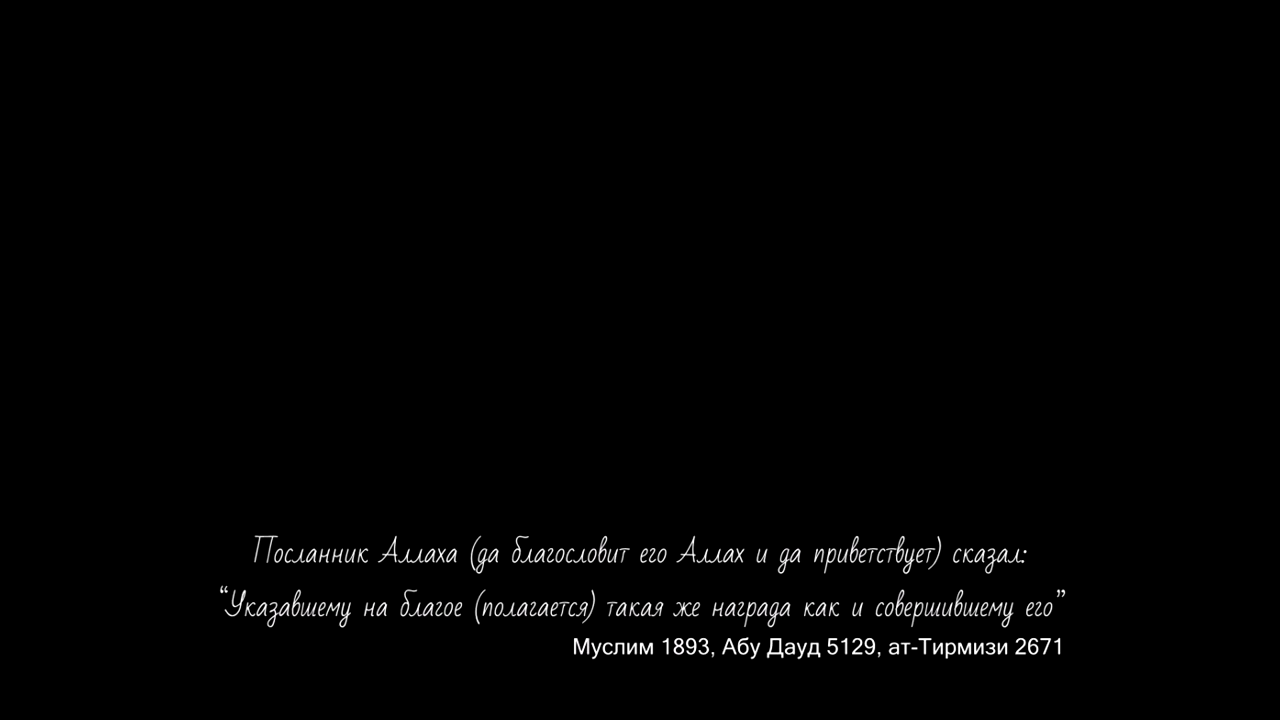 Посланник Аллаха (да благословит его Аллах и да приветствует) сказал:
“Указавшему на благое (полагается) такая же награда как и совершившему его”
Муслим 1893, Абу Дауд 5129, ат-Тирмизи 2671